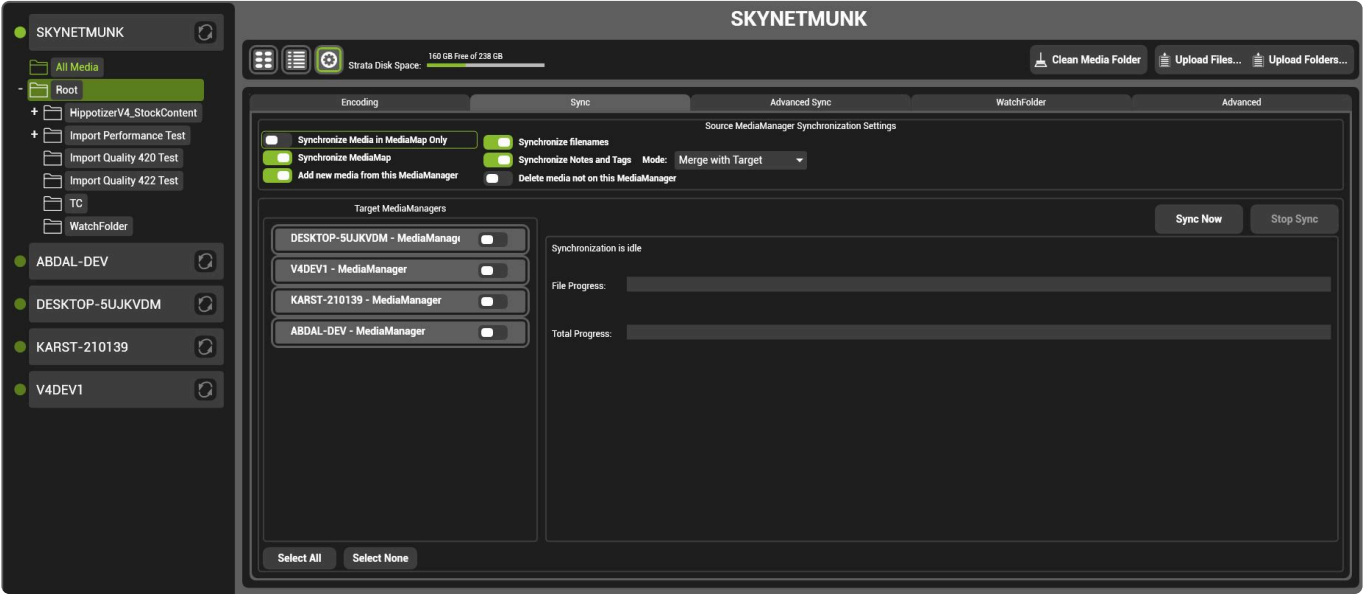 SKYNETMUNK
All Media
- Root
+ HippotizerV4_StockContent
+ Import Performance Test
Import Quality 420 Test
Import Quality 422 Test
TC
WatchFolder
ABDAL-DEV
DESKTOP-5UJKVDM
KARST-210139
V4DEV1
SKYNETMUNK
Strata Disk Space: 160 GB Free of 238 GB
Clean Media Folder Upload Files... Upload Folders...
Encoding Sync Advanced Sync WatchFolder Advanced
Source MediaManager Synchronization Settings
Synchronize Media in MediaMap Only Synchronize filenames
Synchronize MediaMap Synchronize Notes and Tags Mode: Merge with Target
Add new media from this MediaManager Delete media not on this MediaManager
Target MediaManagers
Sync Now Stop Sync
DESKTOP-5UJKVDM - MediaManag
V4DEV1 - MediaManager
KARST-210139 - MediaManager
ABDAL-DEV - MediaManager
Synchronization is idle
File Progress:
Total Progress:
Select All Select None